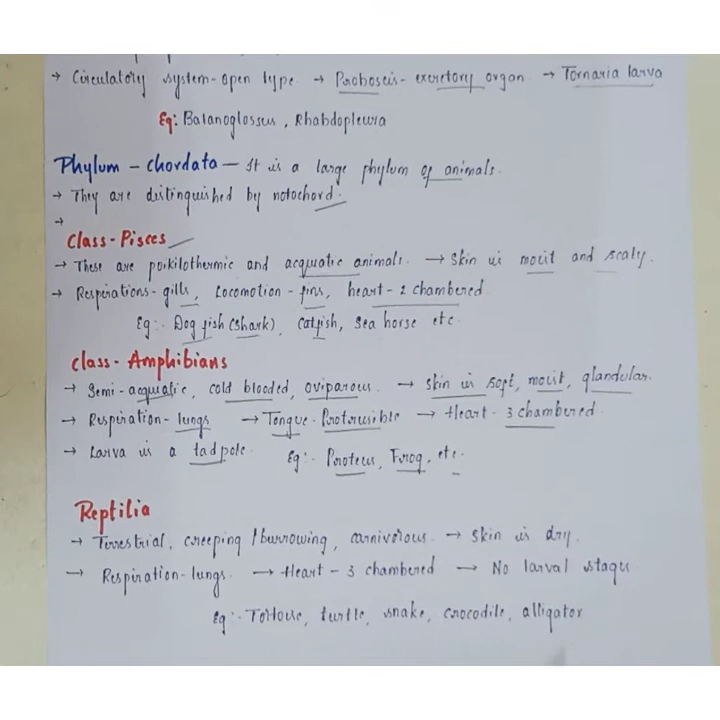 → Circulatory system-open type → Proboscis-excretory organ → Tornaria larva
Eg: Balanoglossus, Rhabdopleura
Phylum - chordata - It is a large phylum of animals.
→ They are distinguished by notochord.
→
Class-Pisces
→ These are poikilothermic and acquatic animals. → Skin is moist and scaly.
→ Respirations-gills, Locomotion-fins, heart-2 chambered
Eg:- Dog fish (shark), Catfish, Sea horse etc.
Class-Amphibians
→ Semi-acquatic, cold blooded, oviparous. → Skin is soft, moist, glandular.
→ Respiration-lungs → Tongue-Protrusible → Heart-3 chambered.
→ Larva is a tadpole. Eg:- Proteus, Frog, etc.
Reptilia
→ Terrestrial, creeping/burrowing, carnivorous. → Skin is dry.
→ Respiration-lungs. → Heart-3 chambered → No larval stages
Eg:- Tortoise, turtle, snake, crocodile, alligator